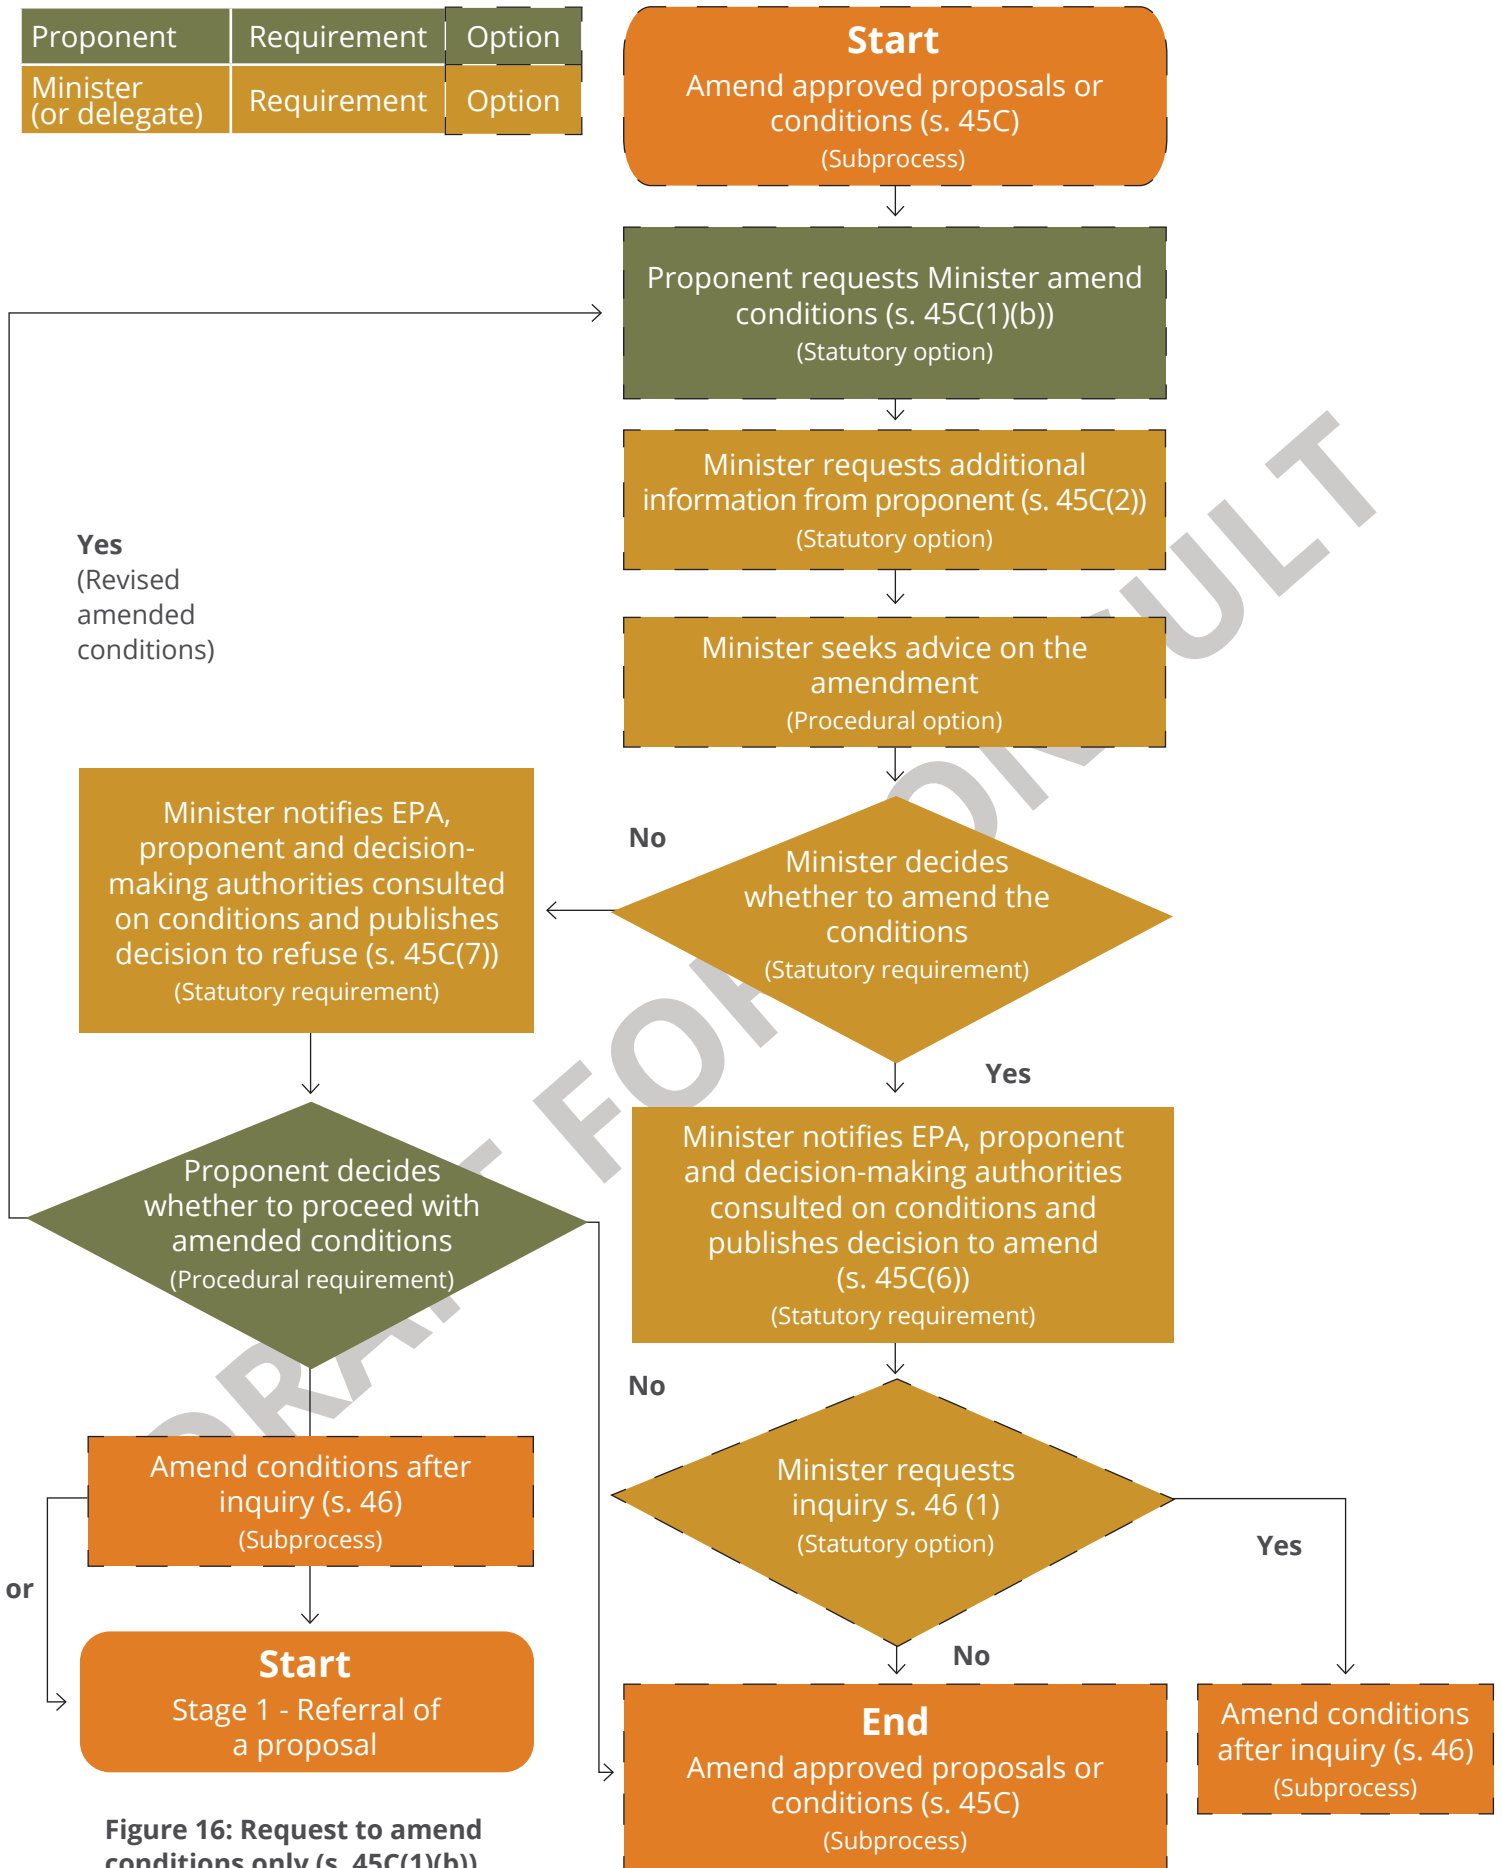 Proponent Requirement Option
Minister
(or delegate) Requirement Option
Start
Amend approved proposals or
conditions (s. 45C)
(Subprocess)
Proponent requests Minister amend
conditions (s. 45C(1)(b))
(Statutory option)
Minister requests additional
information from proponent (s. 45C(2))
(Statutory option)
Yes
(Revised
amended
conditions)
Minister seeks advice on the
amendment
(Procedural option)
No
Minister decides
whether to amend the
conditions
(Statutory requirement)
Minister notifies EPA,
proponent and decision-
making authorities consulted
on conditions and publishes
decision to refuse (s. 45C(7))
(Statutory requirement)
Yes
Minister notifies EPA, proponent
and decision-making authorities
consulted on conditions and
publishes decision to amend
(s. 45C(6))
(Statutory requirement)
Proponent decides
whether to proceed with
amended conditions
(Procedural requirement)
No
Minister requests
inquiry s. 46 (1)
(Statutory option)
Yes
No
Amend conditions after
inquiry (s. 46)
(Subprocess)
or
Start
Stage 1 - Referral of
a proposal
End
Amend approved proposals or
conditions (s. 45C)
(Subprocess)
Amend conditions
after inquiry (s. 46)
(Subprocess)
Figure 16: Request to amend
conditions only (s. 45C(1)(b))
DRAFT FOR CONSULT